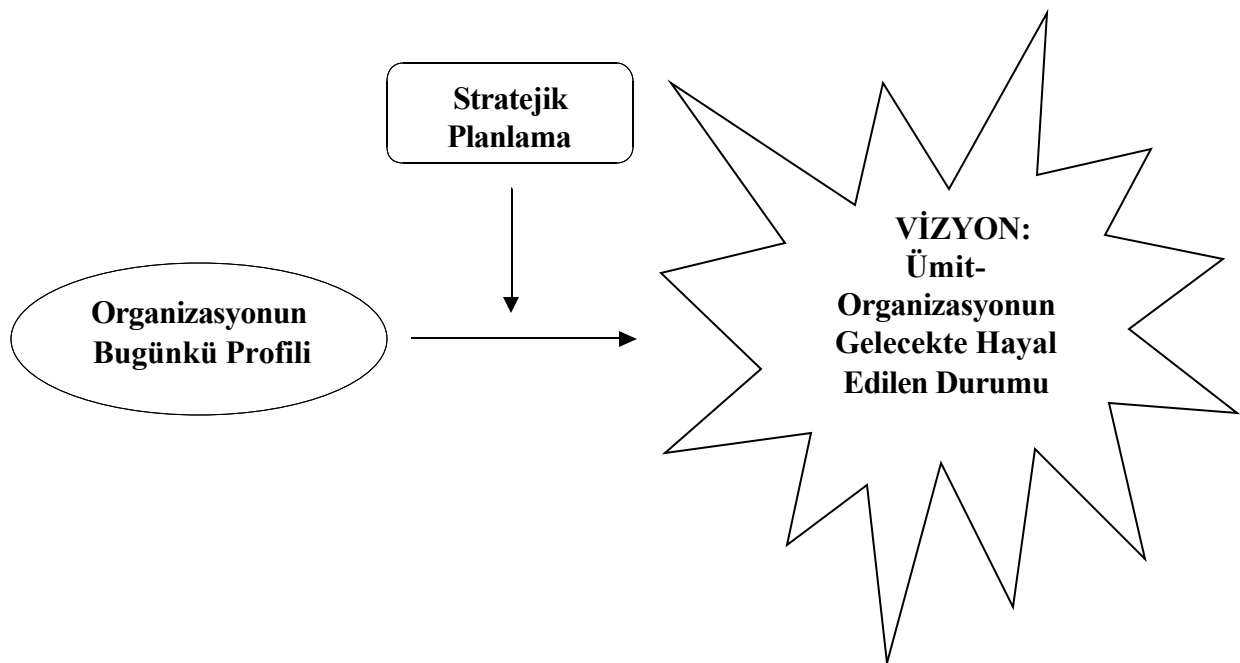 Stratejik
Planlama
Organizasyonun
Bugünkü Profili
VİZYON:
Ümit-
Organizasyonun
Gelecekte Hayal
Edilen Durumu